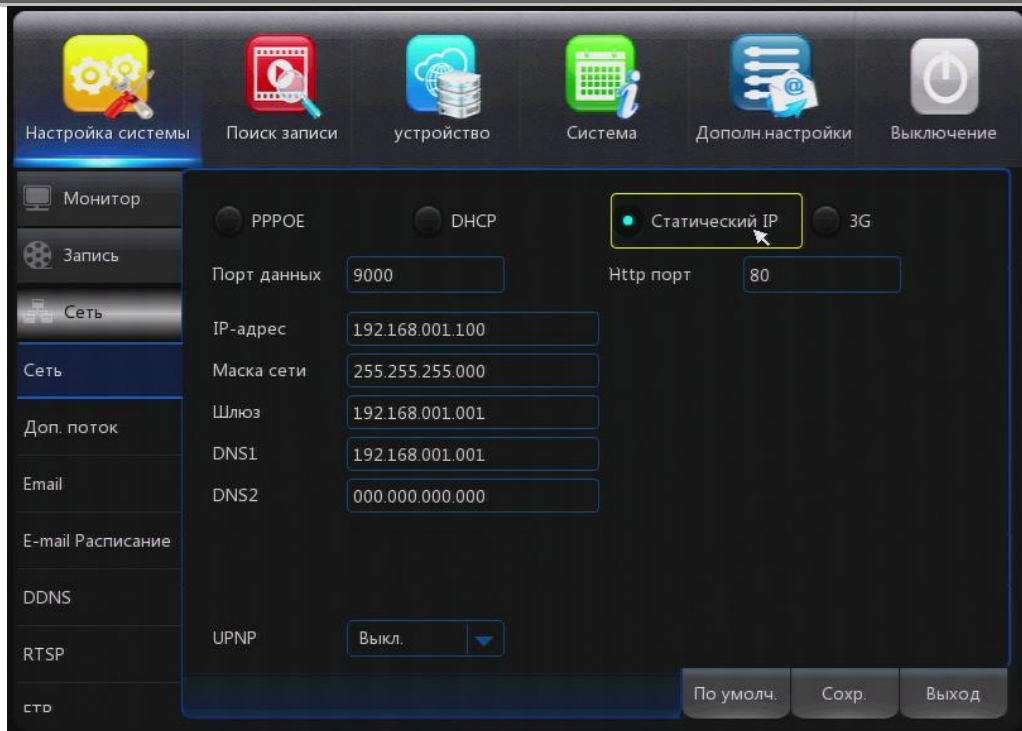 Настройка системы
Поиск записи
устройство
Система
Дополн.настройки
Выключение
Монитор
Запись
Сеть
Сеть
Доп. поток
Email
E-mail Расписание
DDNS
RTSP
FTP
PPPOE
DHCP
Статический IP
3G
Порт данных 9000
Http порт 80
IP-адрес 192.168.001.100
Маска сети 255.255.255.000
Шлюз 192.168.001.001
DNS1 192.168.001.001
DNS2 000.000.000.000
UPNP Выкл.
По умолч.
Сохр.
Выход